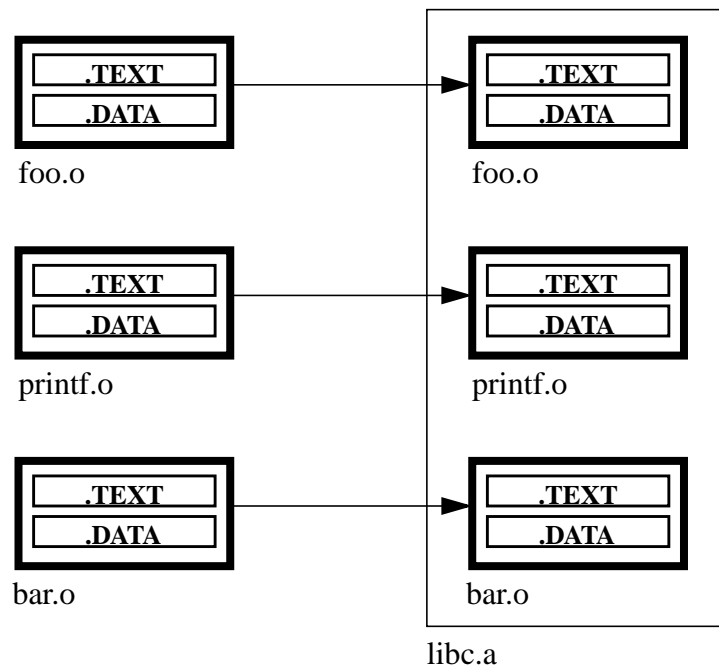 .TEXT
.DATA
foo.o
.TEXT
.DATA
foo.o
.TEXT
.DATA
printf.o
.TEXT
.DATA
printf.o
.TEXT
.DATA
bar.o
.TEXT
.DATA
bar.o
libc.a